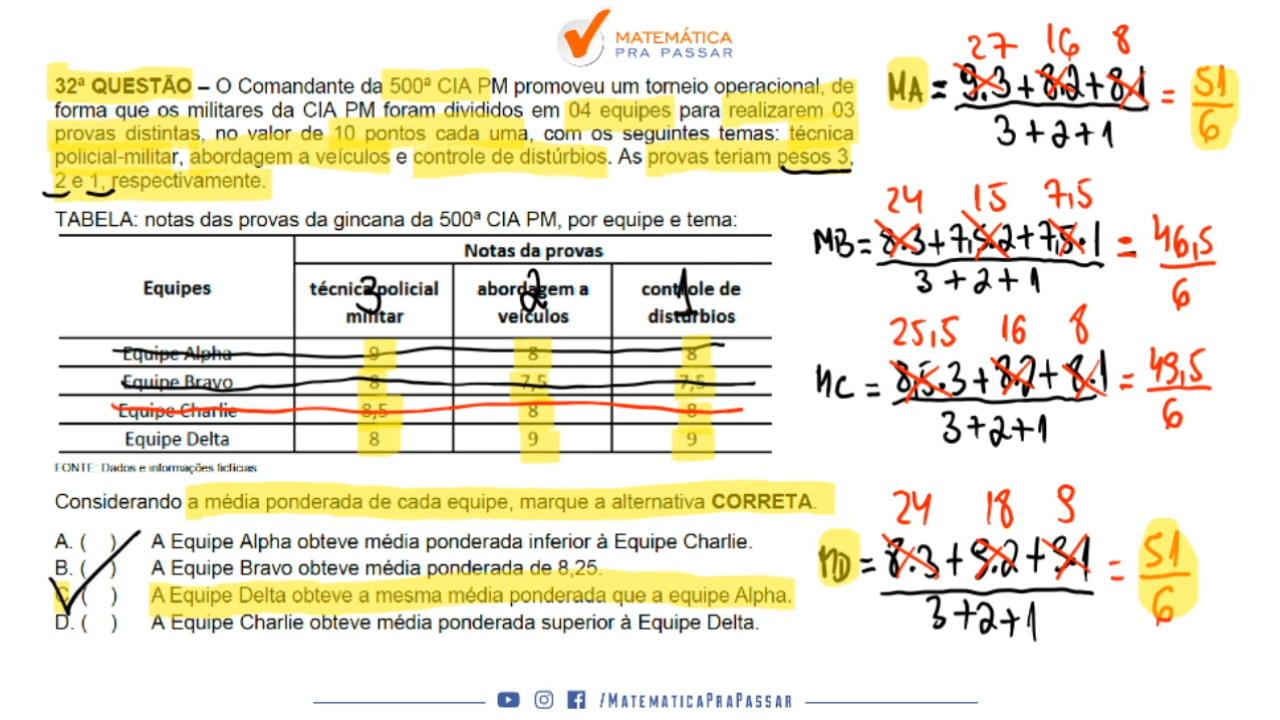 MATEMÁTICA
PRA PASSAR
32ª QUESTÃO – O Comandante da 500ª CIA PM promoveu um torneio operacional, de
forma que os militares da CIA PM foram divididos em 04 equipes para realizarem 03
provas distintas, no valor de 10 pontos cada uma, com os seguintes temas: técnica
policial-militar, abordagem a veículos e controle de distúrbios. As provas teriam pesos 3,
2 e 1, respectivamente.
TABELA: notas das provas da gincana da 500ª CIA PM, por equipe e tema:
Notas da provas
Equipes
técnica policial militar
abordagem a veículos
controle de distúrbios
3 2 1
Equipe Alpha 9 8 8
Equipe Bravo 8 7,5 7,5
Equipe Charlie 8,5 8 8
Equipe Delta 8 9 9
FONTE: Dados e informações fictícias
Considerando a média ponderada de cada equipe, marque a alternativa CORRETA.
A. ( ) A Equipe Alpha obteve média ponderada inferior à Equipe Charlie.
B. ( ) A Equipe Bravo obteve média ponderada de 8,25.
C. ( ) A Equipe Delta obteve a mesma média ponderada que a equipe Alpha.
D. ( ) A Equipe Charlie obteve média ponderada superior à Equipe Delta.
27 16 8
MA = 9.3+8.2+8.1 = 51
3+2+1 6
24 15 7,5
MB = 8.3+7,5.2+7,5.1 = 46,5
3+2+1 6
25,5 16 8
MC = 8,5.3+8.2+8.1 = 49,5
3+2+1 6
24 18 9
MD = 8.3+9.2+9.1 = 51
3+2+1 6
/MATEMATICAPRAPASSAR